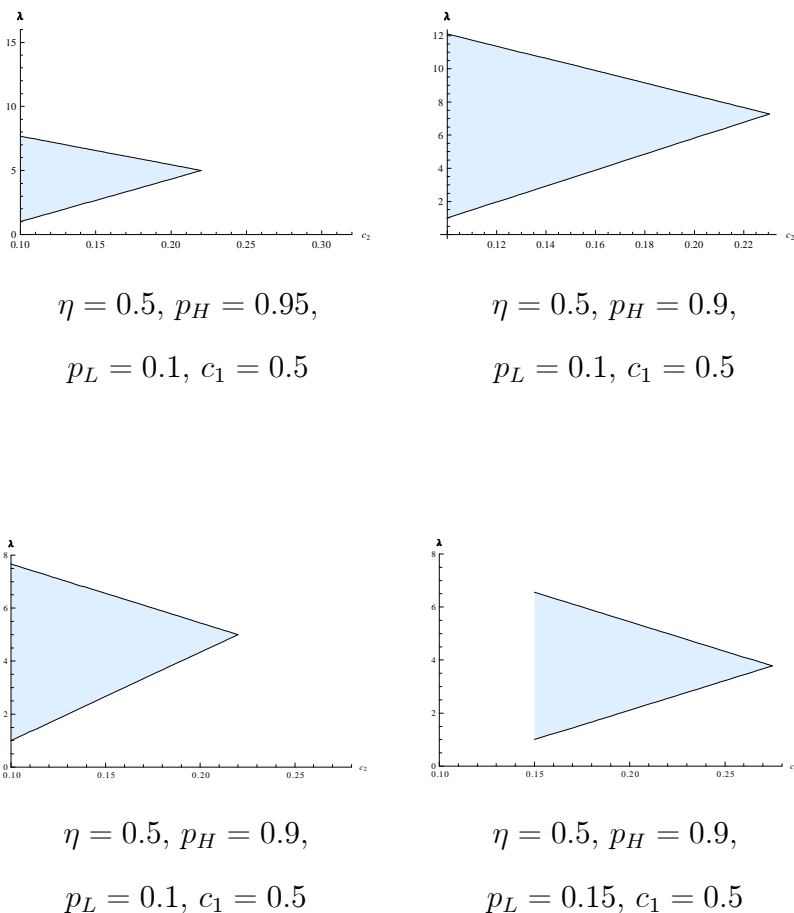 λ
15
10
5
0
0.10 0.15 0.20 0.25 0.30 c₂
η = 0.5, p_H = 0.95,
p_L = 0.1, c₁ = 0.5
λ
12
10
8
6
4
2
0.12 0.14 0.16 0.18 0.20 0.22 c₂
η = 0.5, p_H = 0.9,
p_L = 0.1, c₁ = 0.5
λ
8
6
4
2
0
0.10 0.15 0.20 0.25 c₂
η = 0.5, p_H = 0.9,
p_L = 0.1, c₁ = 0.5
λ
8
6
4
2
0
0.10 0.15 0.20 0.25 c
η = 0.5, p_H = 0.9,
p_L = 0.15, c₁ = 0.5